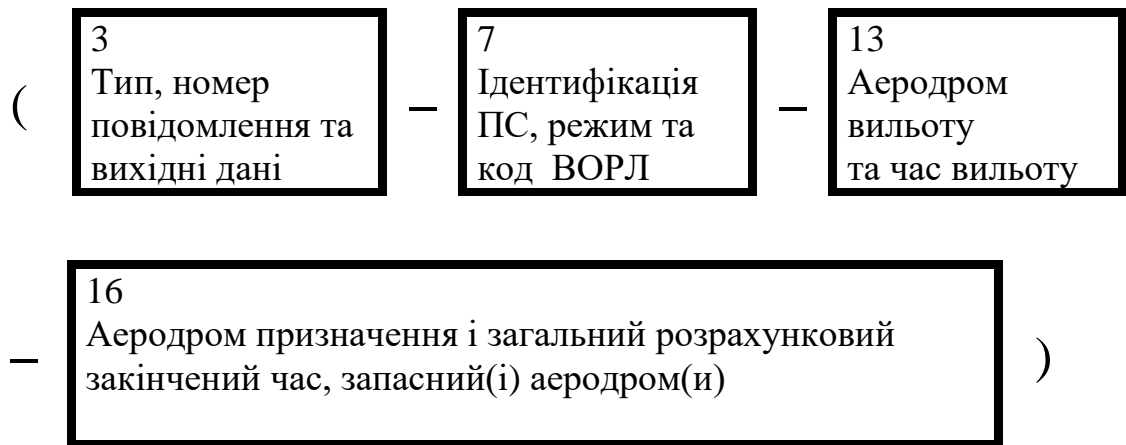 3
Тип, номер
повідомлення та
вихідні дані
7
Ідентифікація
ПС, режим та
код ВОРЛ
13
Аеродром
вильоту
та час вильоту
( – –
16
Аеродром призначення і загальний розрахунковий
закінчений час, запасний(і) аеродром(и)
– )